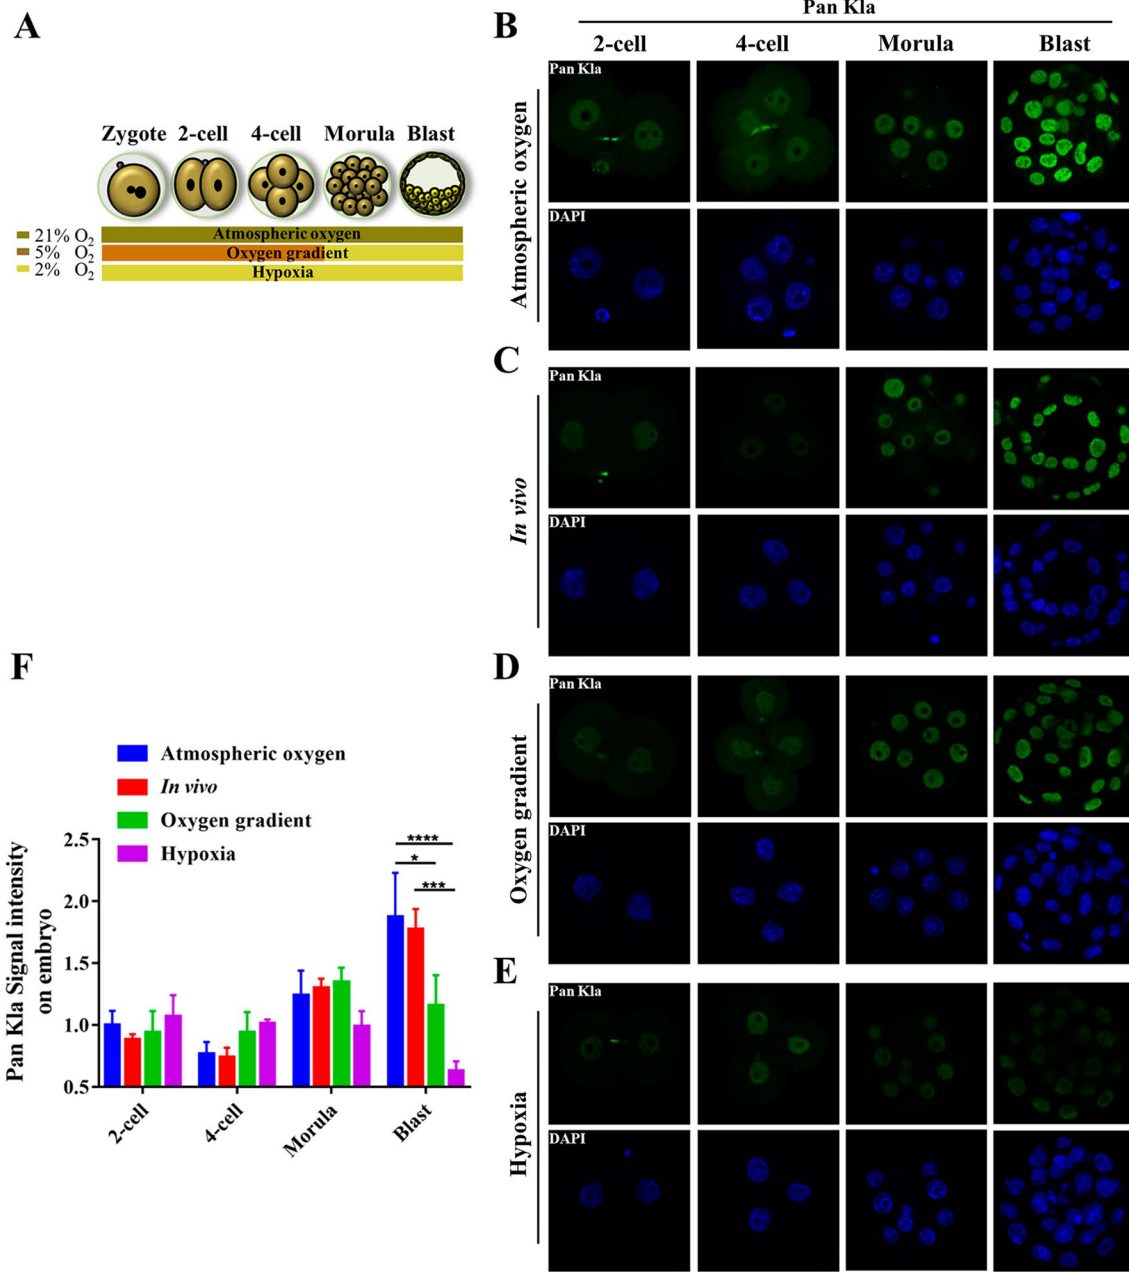 A
Zygote 2-cell 4-cell Morula Blast
21% O2
5% O2
2% O2
Atmospheric oxygen
Oxygen gradient
Hypoxia
B
Pan Kla
2-cell 4-cell Morula Blast
Atmospheric oxygen
Pan Kla
DAPI
C
In vivo
Pan Kla
DAPI
D
Oxygen gradient
Pan Kla
DAPI
E
Hypoxia
Pan Kla
DAPI
F
Atmospheric oxygen
In vivo
Oxygen gradient
Hypoxia
Pan Kla Signal intensity
on embryo
2.5
2.0
1.5
1.0
0.5
****
*
***
2-cell 4-cell Morula Blast